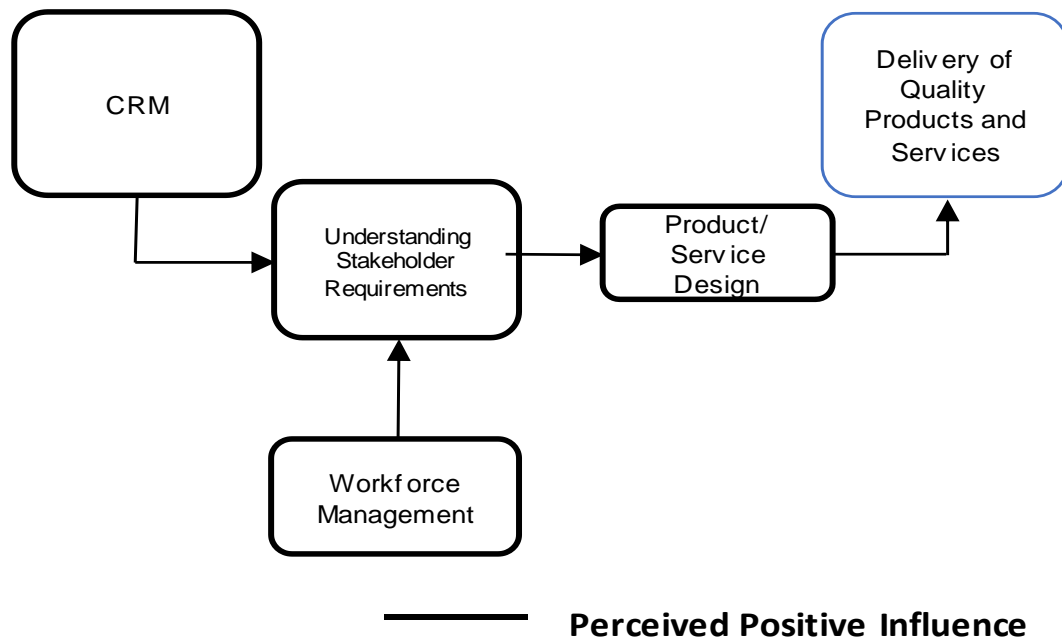 CRM
Delivery of
Quality
Products and
Services
Understanding
Stakeholder
Requirements
Product/
Service
Design
Workforce
Management
Perceived Positive Influence